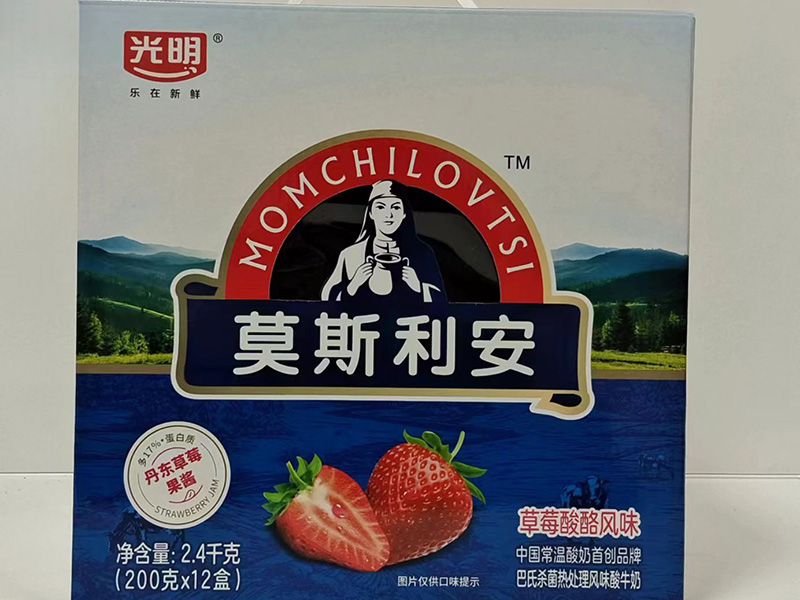 光明®
乐在新鲜
TM
MOMCHILOVTSI
莫斯利安
多17%•蛋白质
丹东草莓
果酱
STRAWBERRY JAM
净含量: 2.4千克
(200克x12盒)
图片仅供口味提示
草莓酸酪风味
中国常温酸奶首创品牌
巴氏杀菌热处理风味酸牛奶